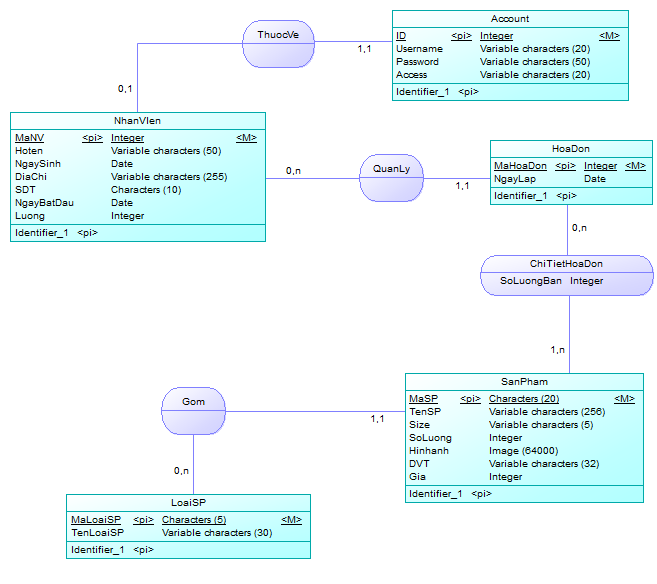 Account
ID <pi> Integer <M>
Username Variable characters (20)
Password Variable characters (50)
Access Variable characters (20)
Identifier_1 <pi>
ThuocVe
1,1
0,1
NhanVIen
MaNV <pi> Integer <M>
Hoten Variable characters (50)
NgaySinh Date
DiaChi Variable characters (255)
SDT Characters (10)
NgayBatDau Date
Luong Integer
Identifier_1 <pi>
0,n
QuanLy
1,1
HoaDon
MaHoaDon <pi> Integer <M>
NgayLap Date
Identifier_1 <pi>
0,n
ChiTietHoaDon
SoLuongBan Integer
1,n
SanPham
MaSP <pi> Characters (20) <M>
TenSP Variable characters (256)
Size Variable characters (5)
SoLuong Integer
Hinhanh Image (64000)
DVT Variable characters (32)
Gia Integer
Identifier_1 <pi>
Gom
1,1
0,n
LoaiSP
MaLoaiSP <pi> Characters (5) <M>
TenLoaiSP Variable characters (30)
Identifier_1 <pi>